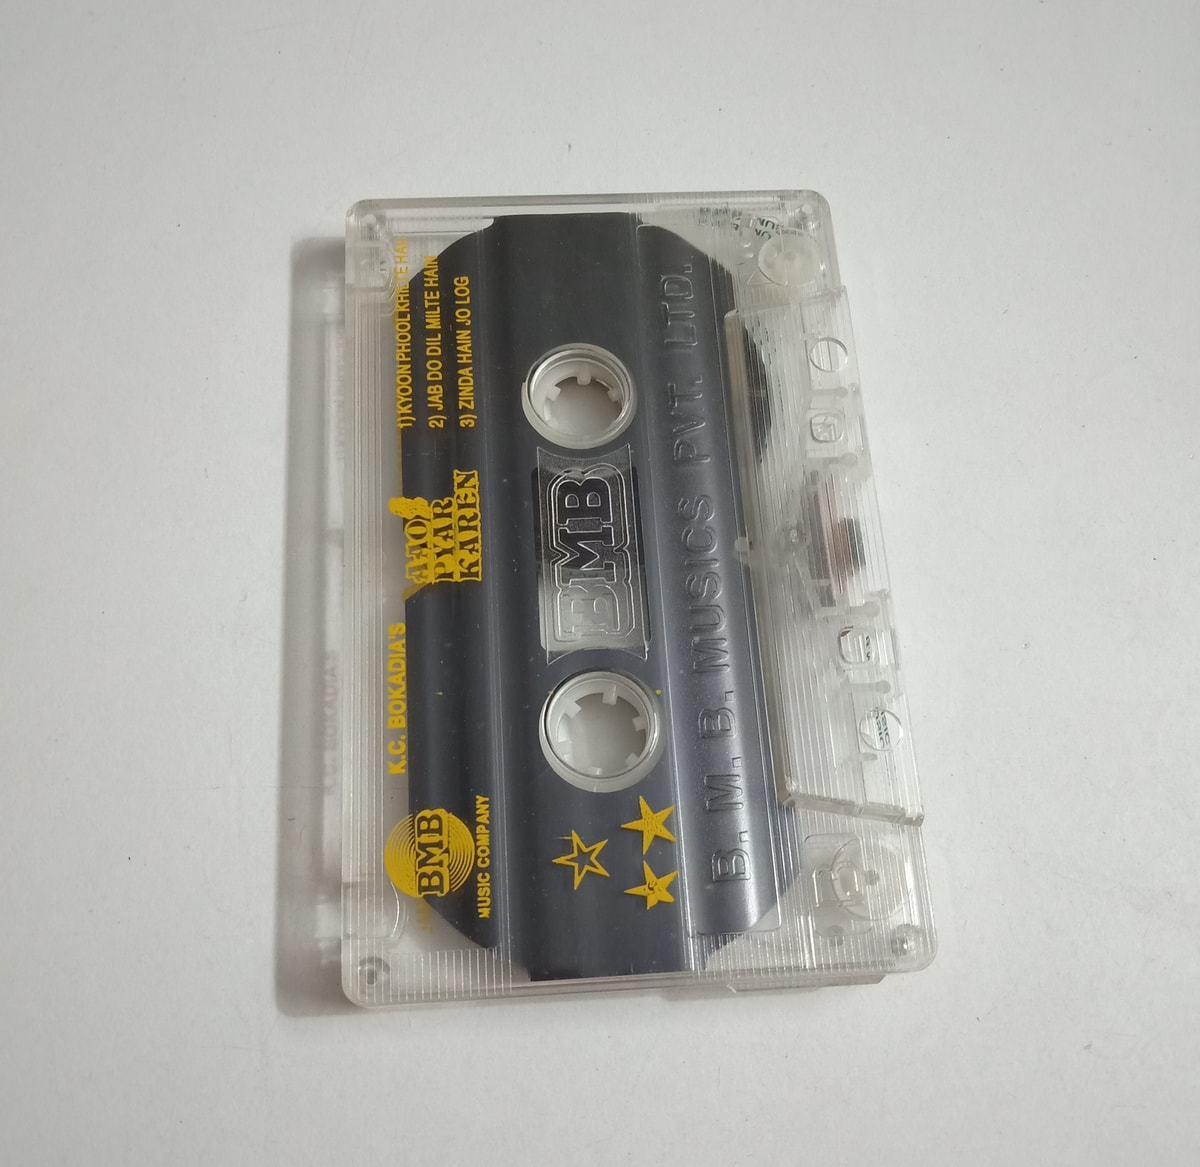 BMB
MUSIC COMPANY
K.C. BOKADIA'S
AAO
PYAR
KAREN
1) KYOON PHOOL KHILTE HAIN
2) JAB DO DIL MILTE HAIN
3) ZINDA HAIN JO LOG
BMB
B. M. B. MUSICS PVT. LTD.